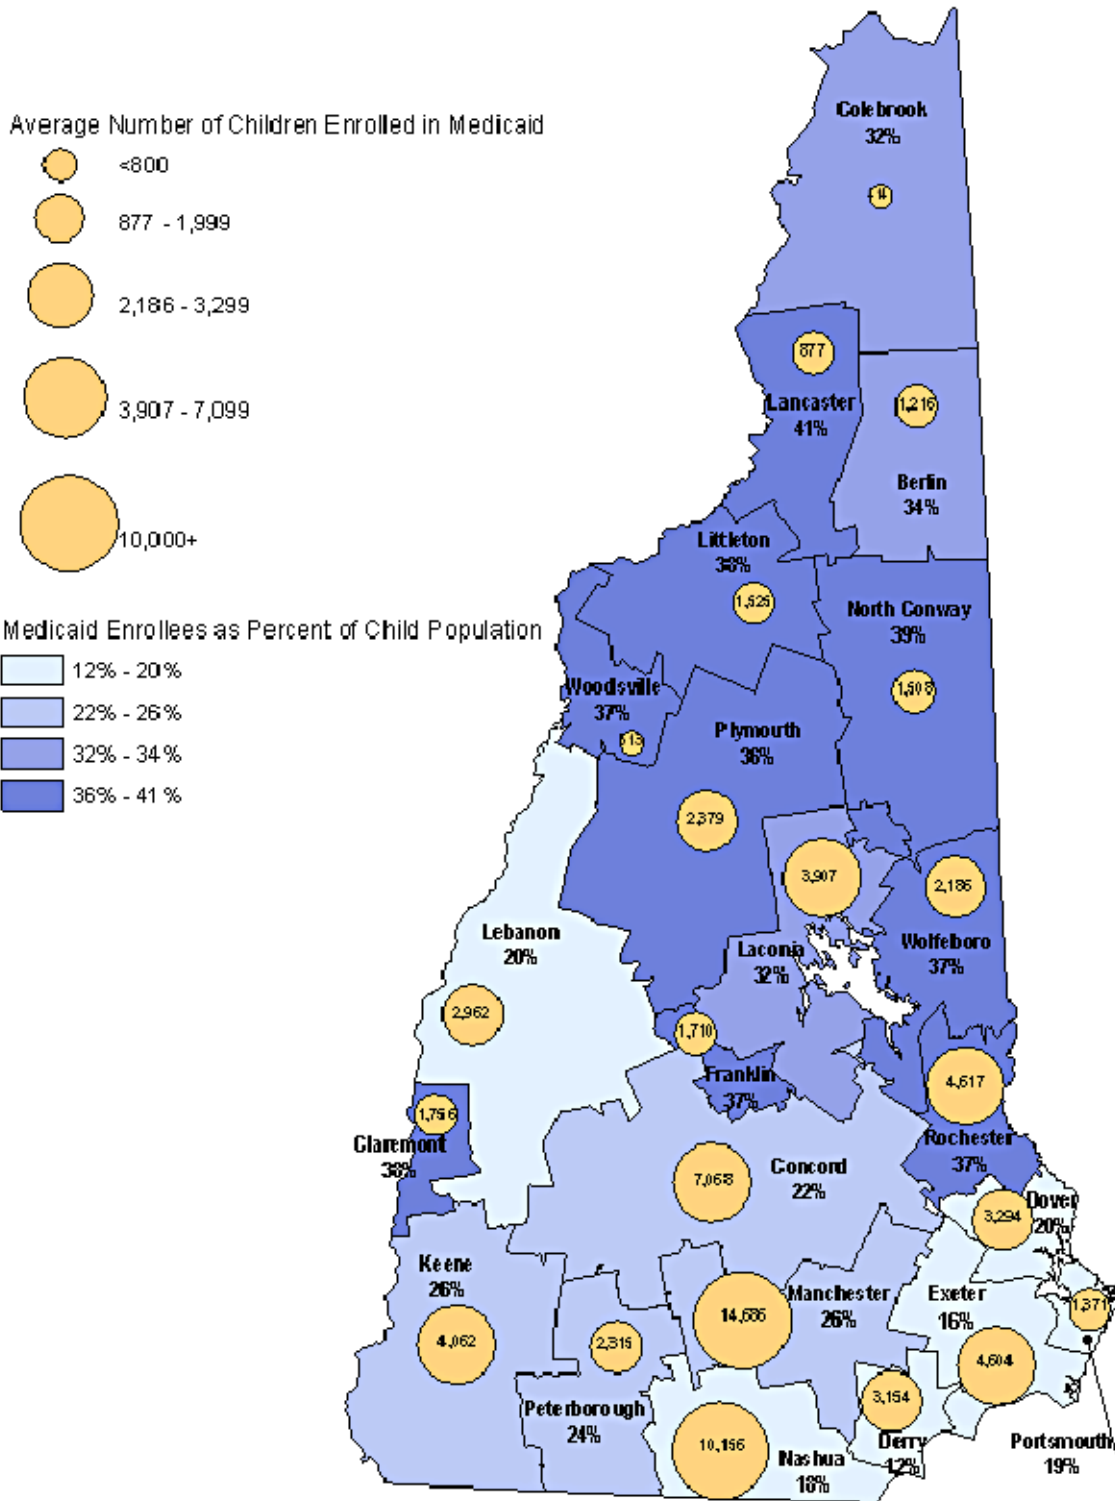 Average Number of Children Enrolled in Medicaid
<800
877 - 1,999
2,186 - 3,299
3,907 - 7,099
10,000+
Medicaid Enrollees as Percent of Child Population
12% - 20%
22% - 26%
32% - 34%
36% - 41%
Colebrook
32%
877
Lancaster
41%
1,216
Berlin
34%
Littleton
38%
1,525
North Conway
39%
1,508
Woodsville
37%
Plymouth
36%
2,379
3,907
2,186
Lebanon
20%
Laconia
32%
Wolfeboro
37%
2,962
1,710
Franklin
37%
4,617
1,756
Claremont
38%
Rochester
37%
7,068
Concord
22%
3,294
Dover
20%
Keene
26%
4,062
2,315
14,686
Manchester
26%
Exeter
16%
1,371
4,604
3,154
Peterborough
24%
10,156
Nashua
18%
Derry
12%
Portsmouth
19%